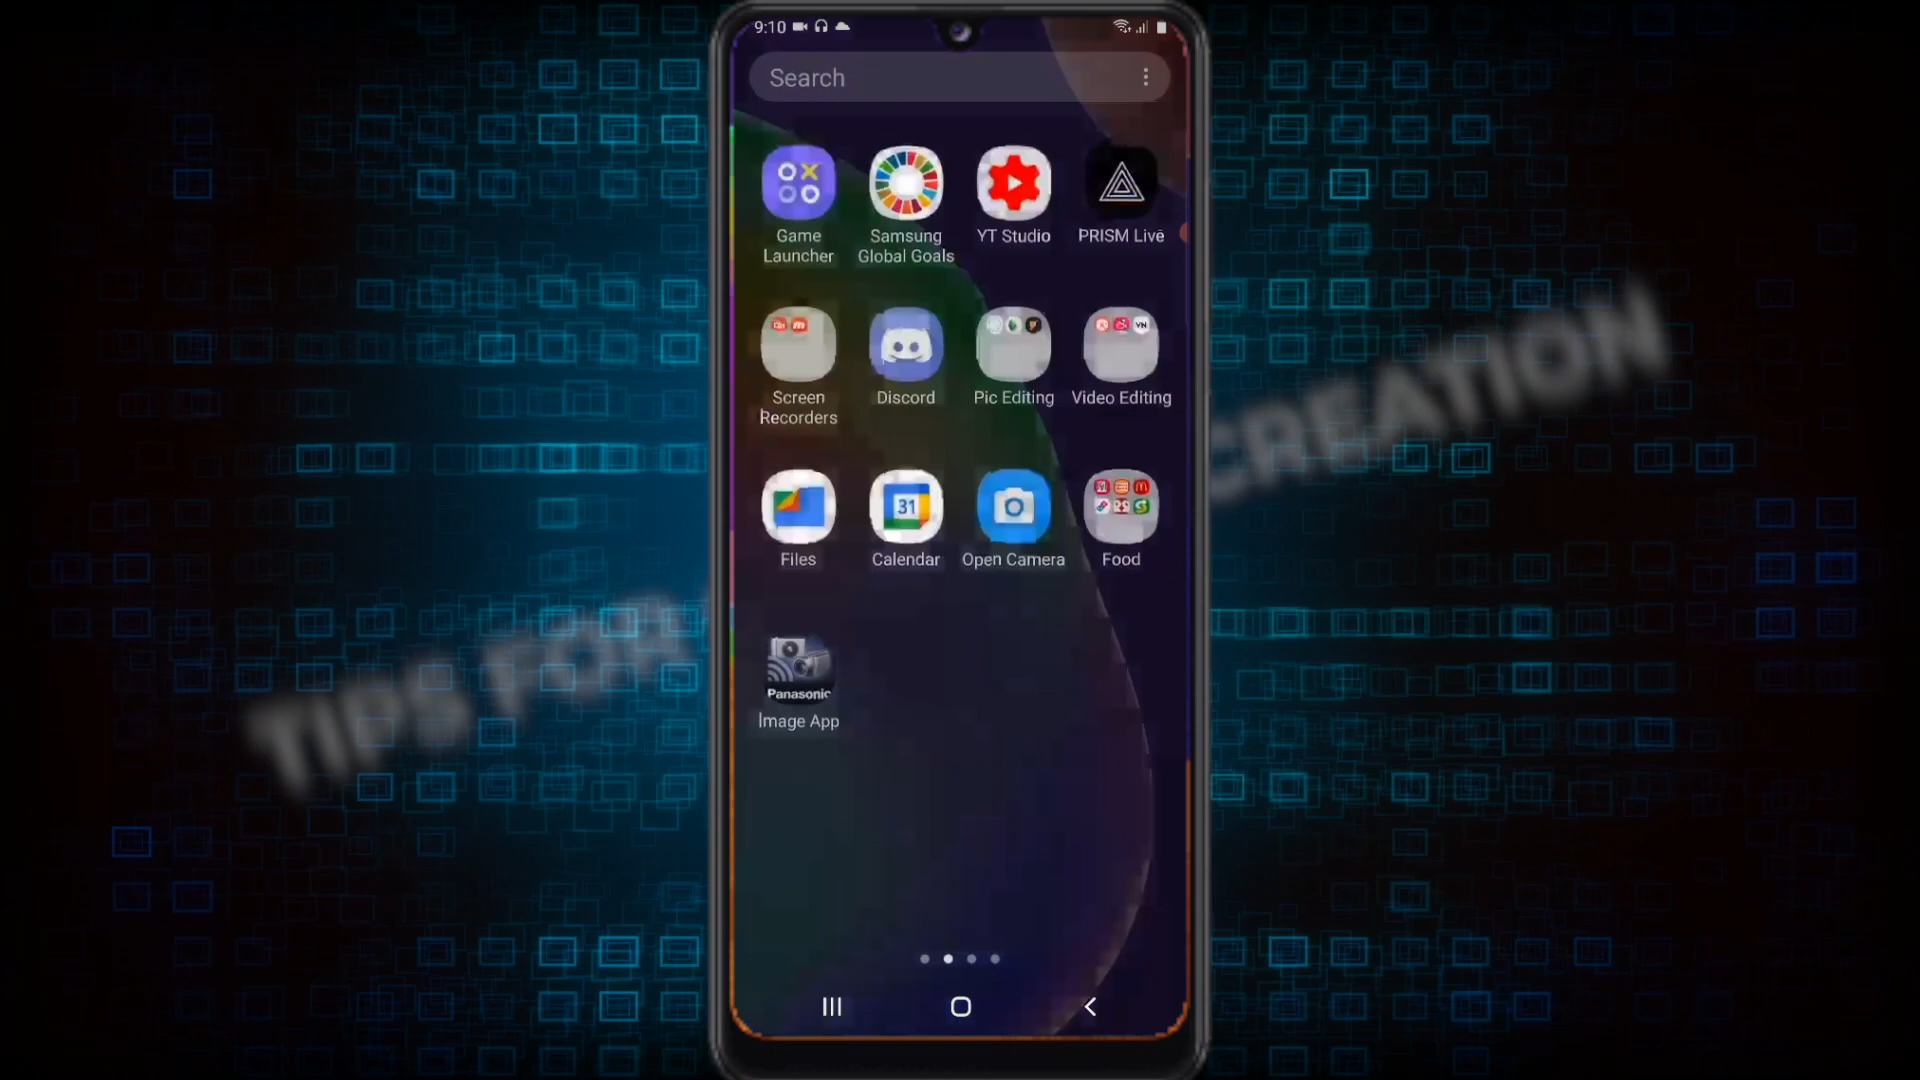 9:10
Search
Game Launcher
Samsung Global Goals
YT Studio
PRISM Live
Screen Recorders
Discord
Pic Editing
VN
Video Editing
Files
31
Calendar
Open Camera
Food
Panasonic
Image App
TIPS FOR
CREATION